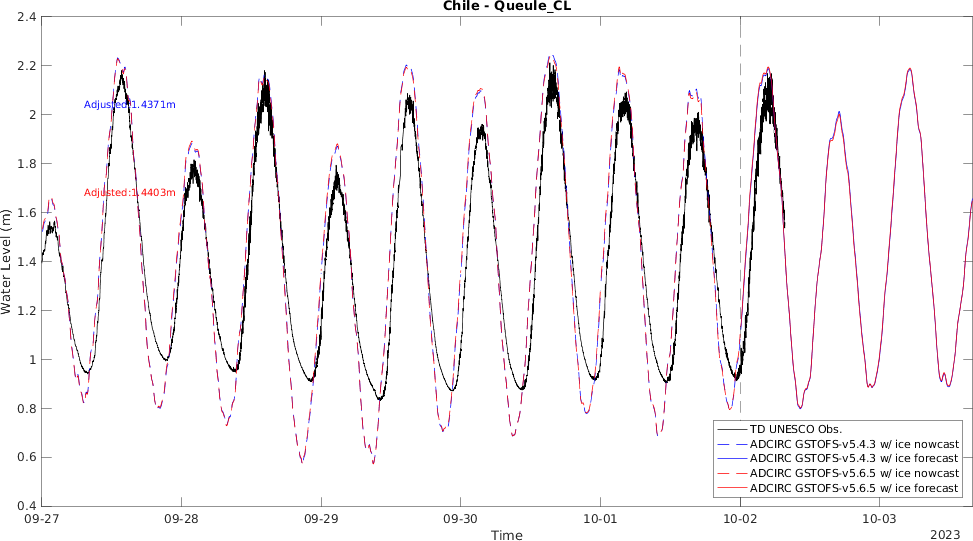 Chile - Queule_CL
2.4
2.2
2
1.8
1.6
1.4
1.2
1
0.8
0.6
0.4
Water Level (m)
Adjusted:1.4371m
Adjusted:1.4403m
TD UNESCO Obs.
ADCIRC GSTOFS-v5.4.3 w/ ice nowcast
ADCIRC GSTOFS-v5.4.3 w/ ice forecast
ADCIRC GSTOFS-v5.6.5 w/ ice nowcast
ADCIRC GSTOFS-v5.6.5 w/ ice forecast
09-27 09-28 09-29 09-30 10-01 10-02 10-03
Time
2023